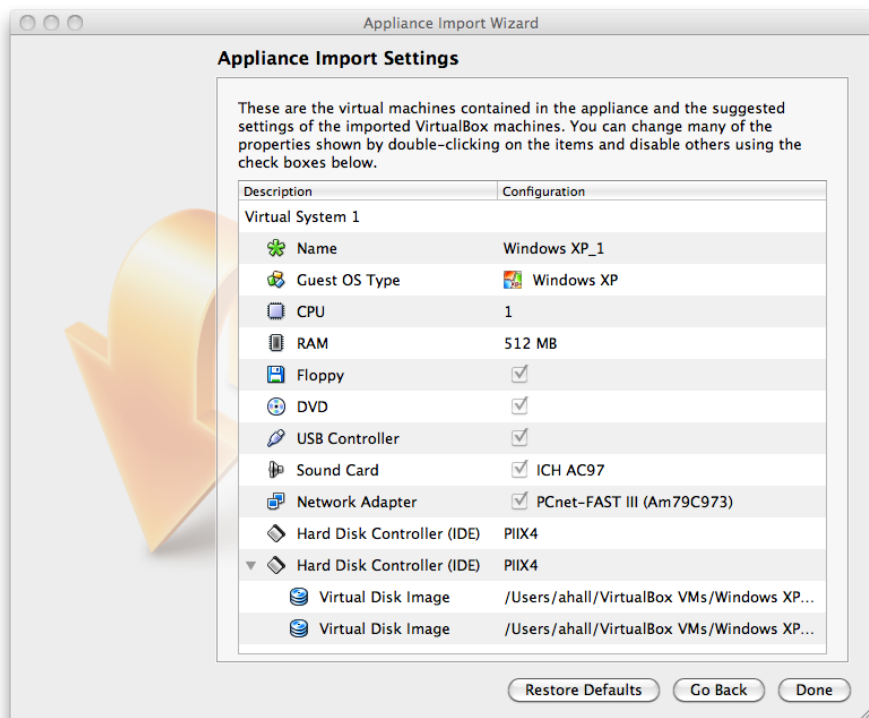 Appliance Import Wizard
Appliance Import Settings
These are the virtual machines contained in the appliance and the suggested
settings of the imported VirtualBox machines. You can change many of the
properties shown by double-clicking on the items and disable others using the
check boxes below.
Description Configuration
Virtual System 1
Name Windows XP_1
Guest OS Type Windows XP
CPU 1
RAM 512 MB
Floppy
DVD
USB Controller
Sound Card ICH AC97
Network Adapter PCnet-FAST III (Am79C973)
Hard Disk Controller (IDE) PIIX4
Hard Disk Controller (IDE) PIIX4
Virtual Disk Image /Users/ahall/VirtualBox VMs/Windows XP...
Virtual Disk Image /Users/ahall/VirtualBox VMs/Windows XP...
Restore Defaults Go Back Done